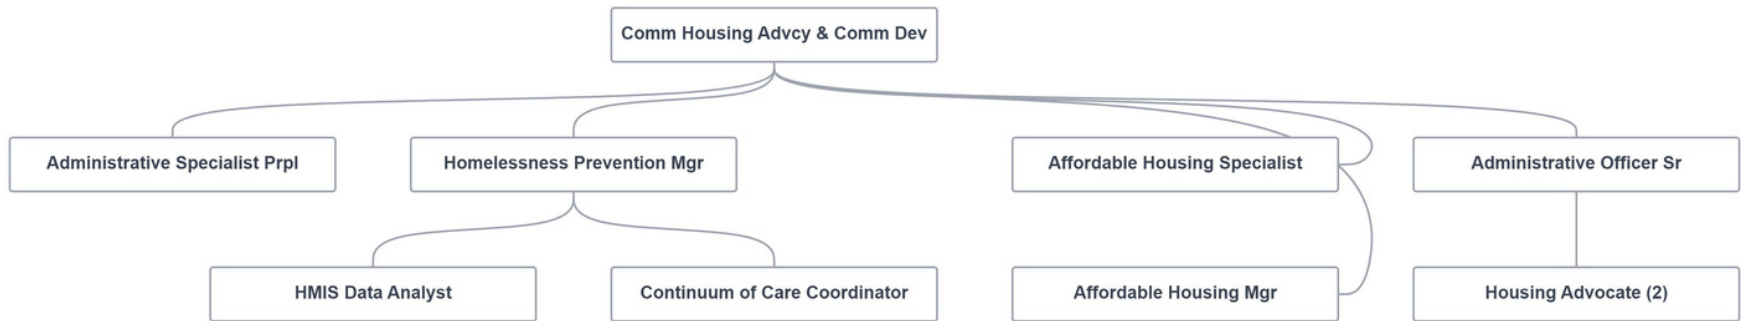 Comm Housing Advcy & Comm Dev
Administrative Specialist Prpl
Homelessness Prevention Mgr
Affordable Housing Specialist
Administrative Officer Sr
HMIS Data Analyst
Continuum of Care Coordinator
Affordable Housing Mgr
Housing Advocate (2)